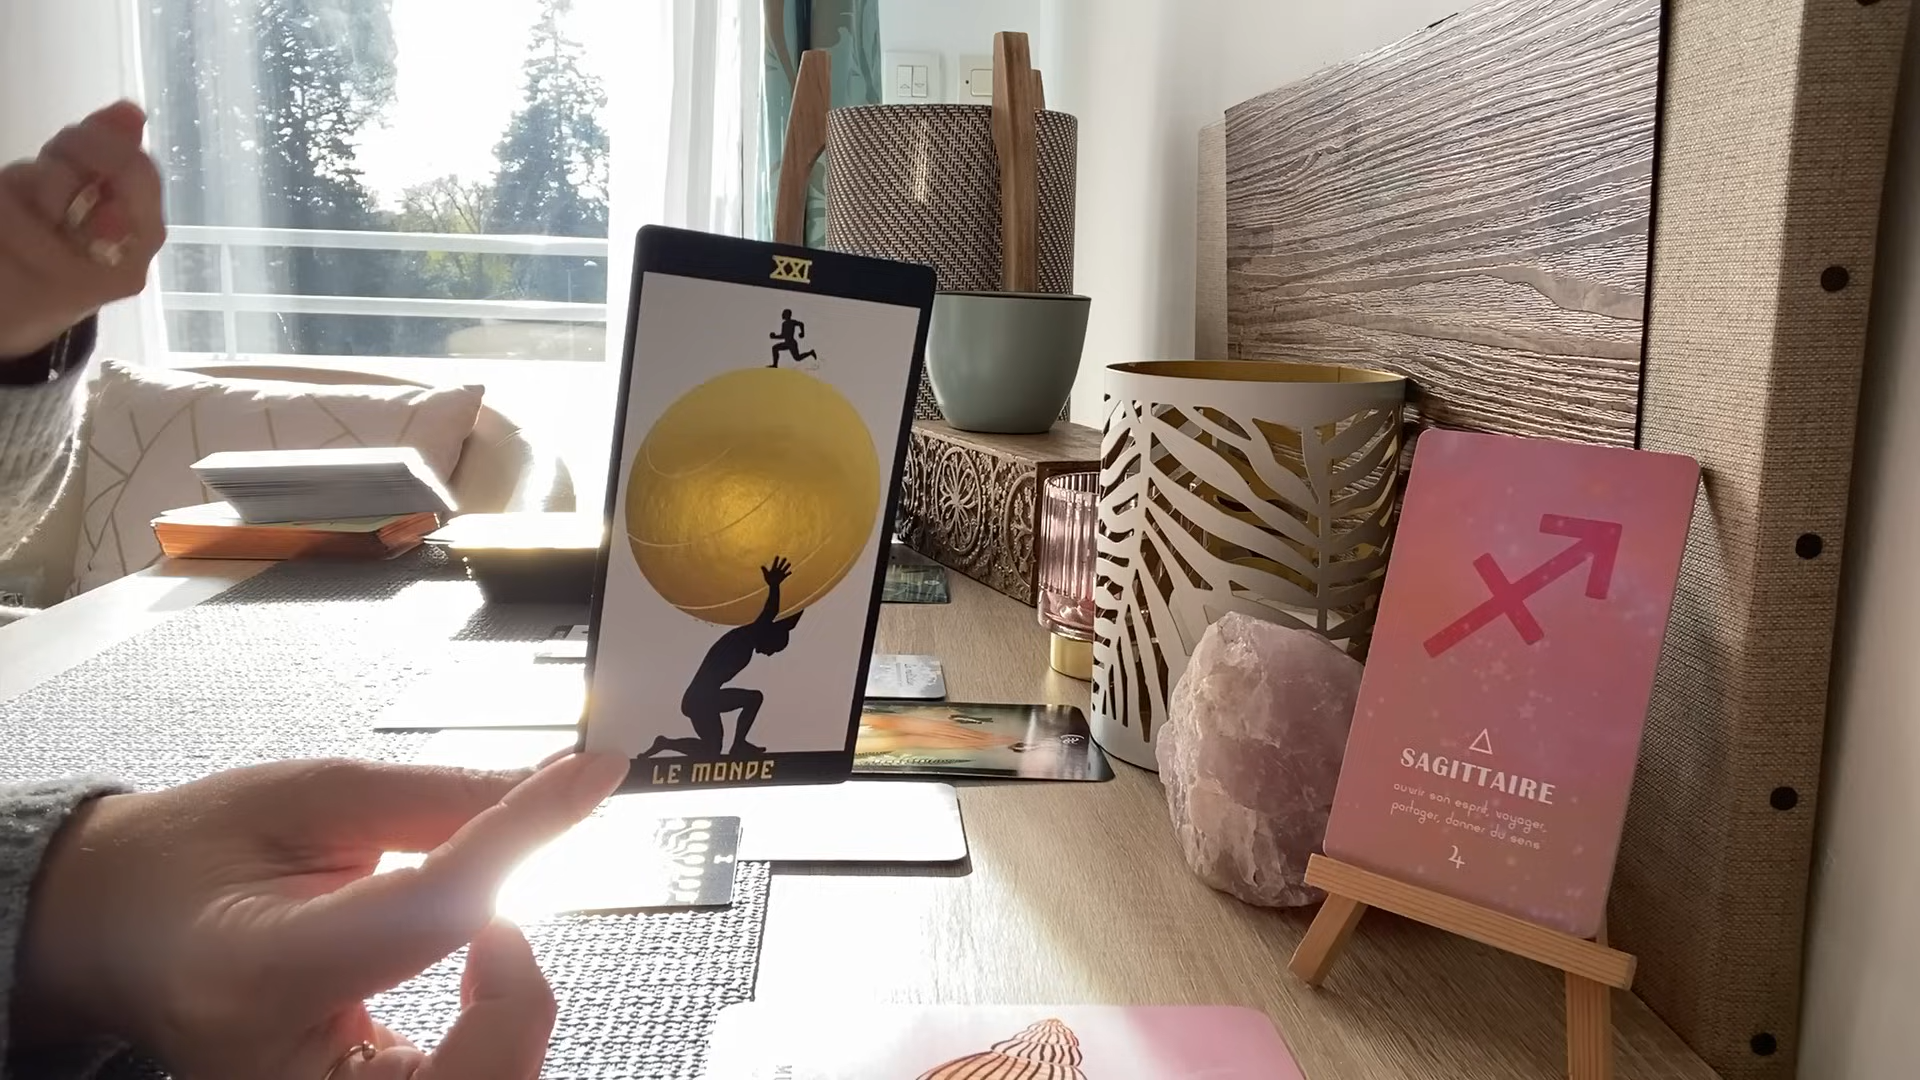 XXI
LE MONDE
SAGITTAIRE
ouvrir son esprit, voyager,
partager, donner du sens